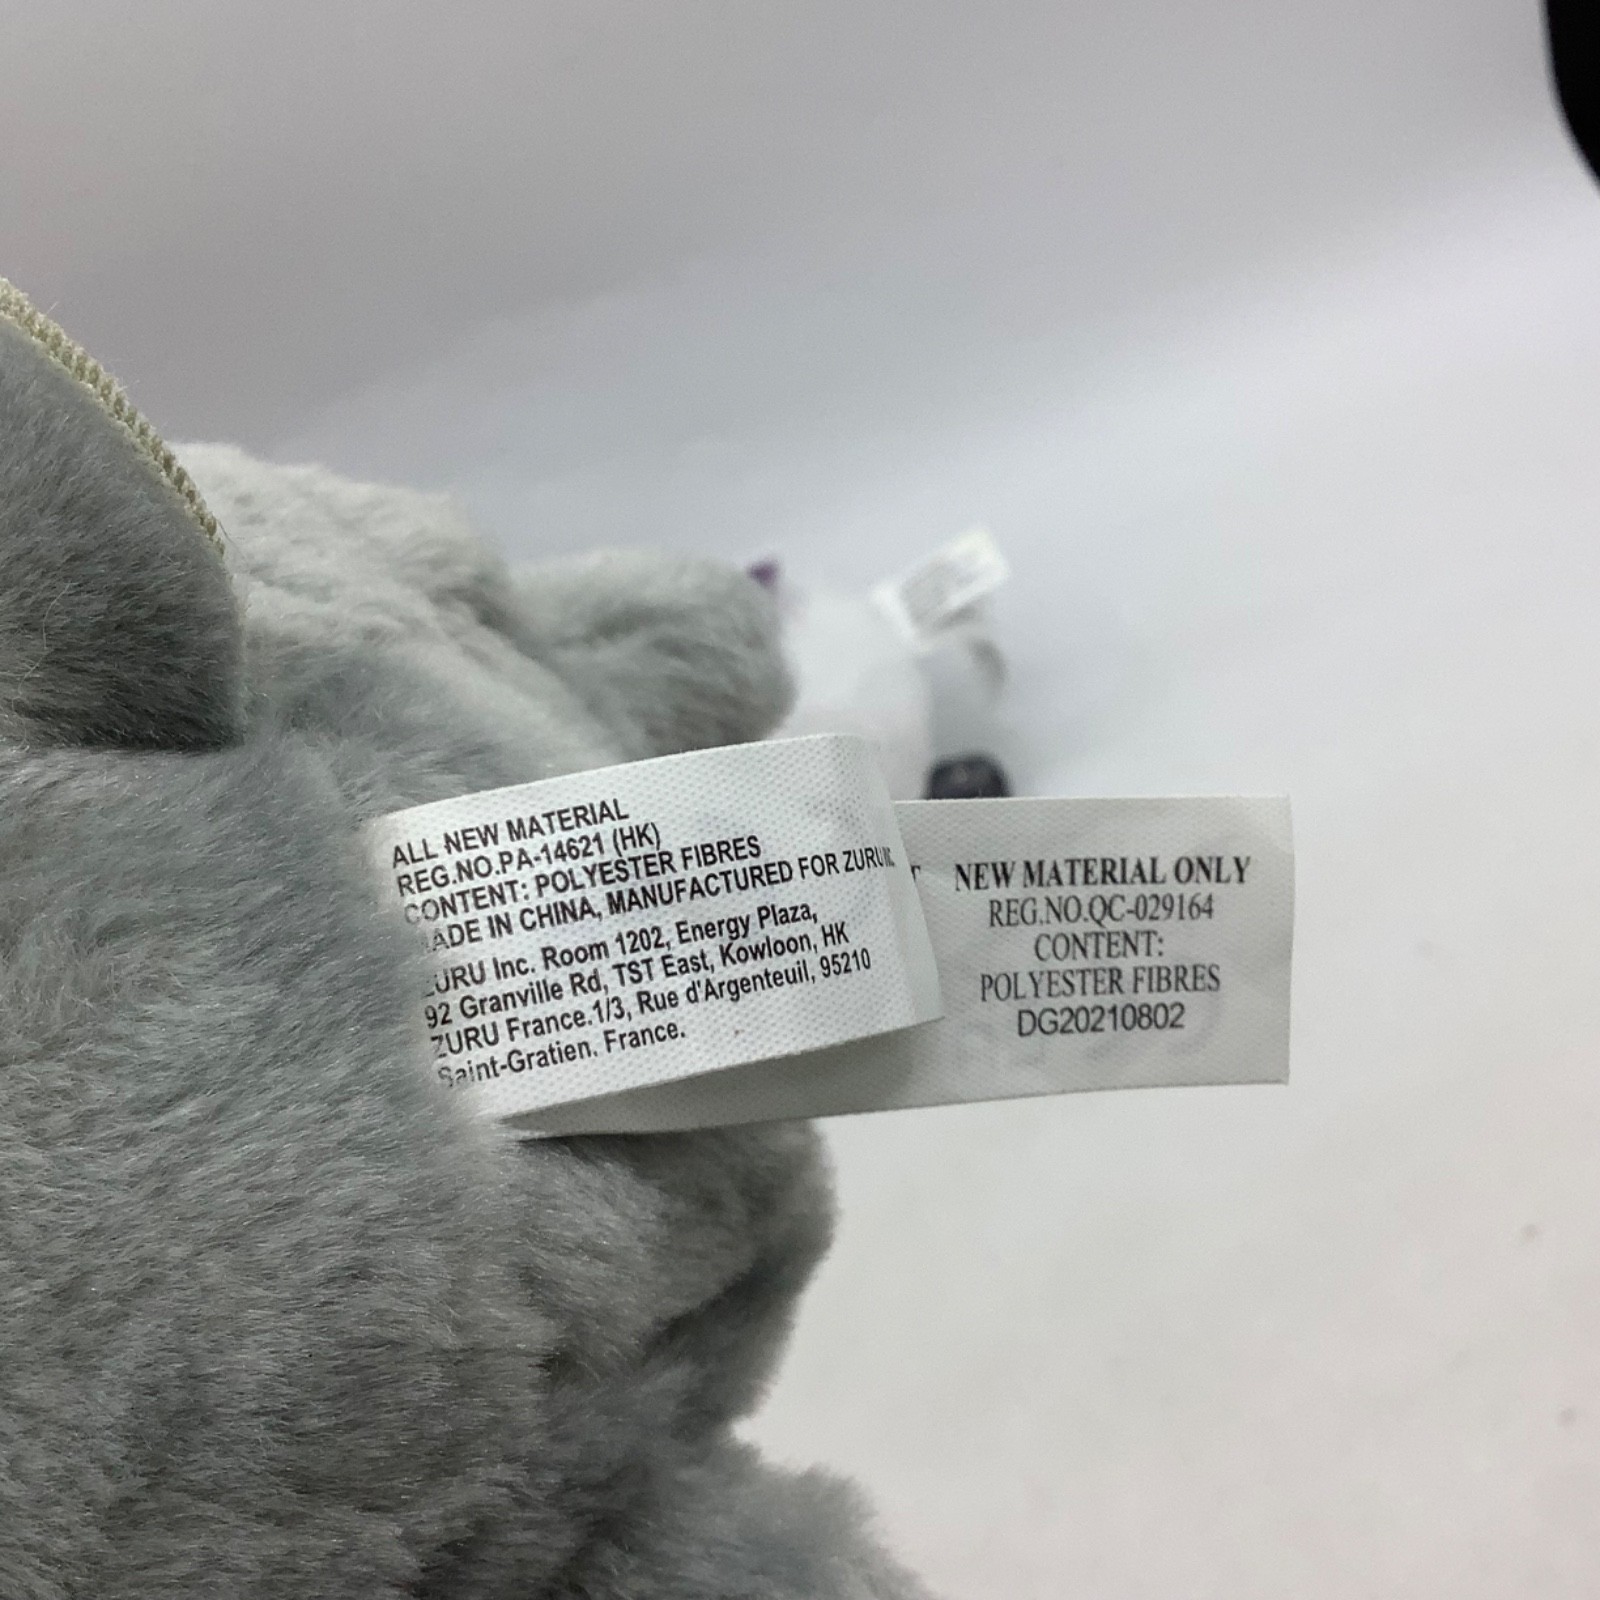 ALL NEW MATERIAL
REG.NO.PA-14621 (HK)
CONTENT: POLYESTER FIBRES
MADE IN CHINA, MANUFACTURED FOR ZURU INC
ZURU Inc. Room 1202, Energy Plaza,
92 Granville Rd, TST East, Kowloon, HK
ZURU France.1/3, Rue d'Argenteuil, 95210
Saint-Gratien. France.
NEW MATERIAL ONLY
REG.NO.QC-029164
CONTENT:
POLYESTER FIBRES
DG20210802